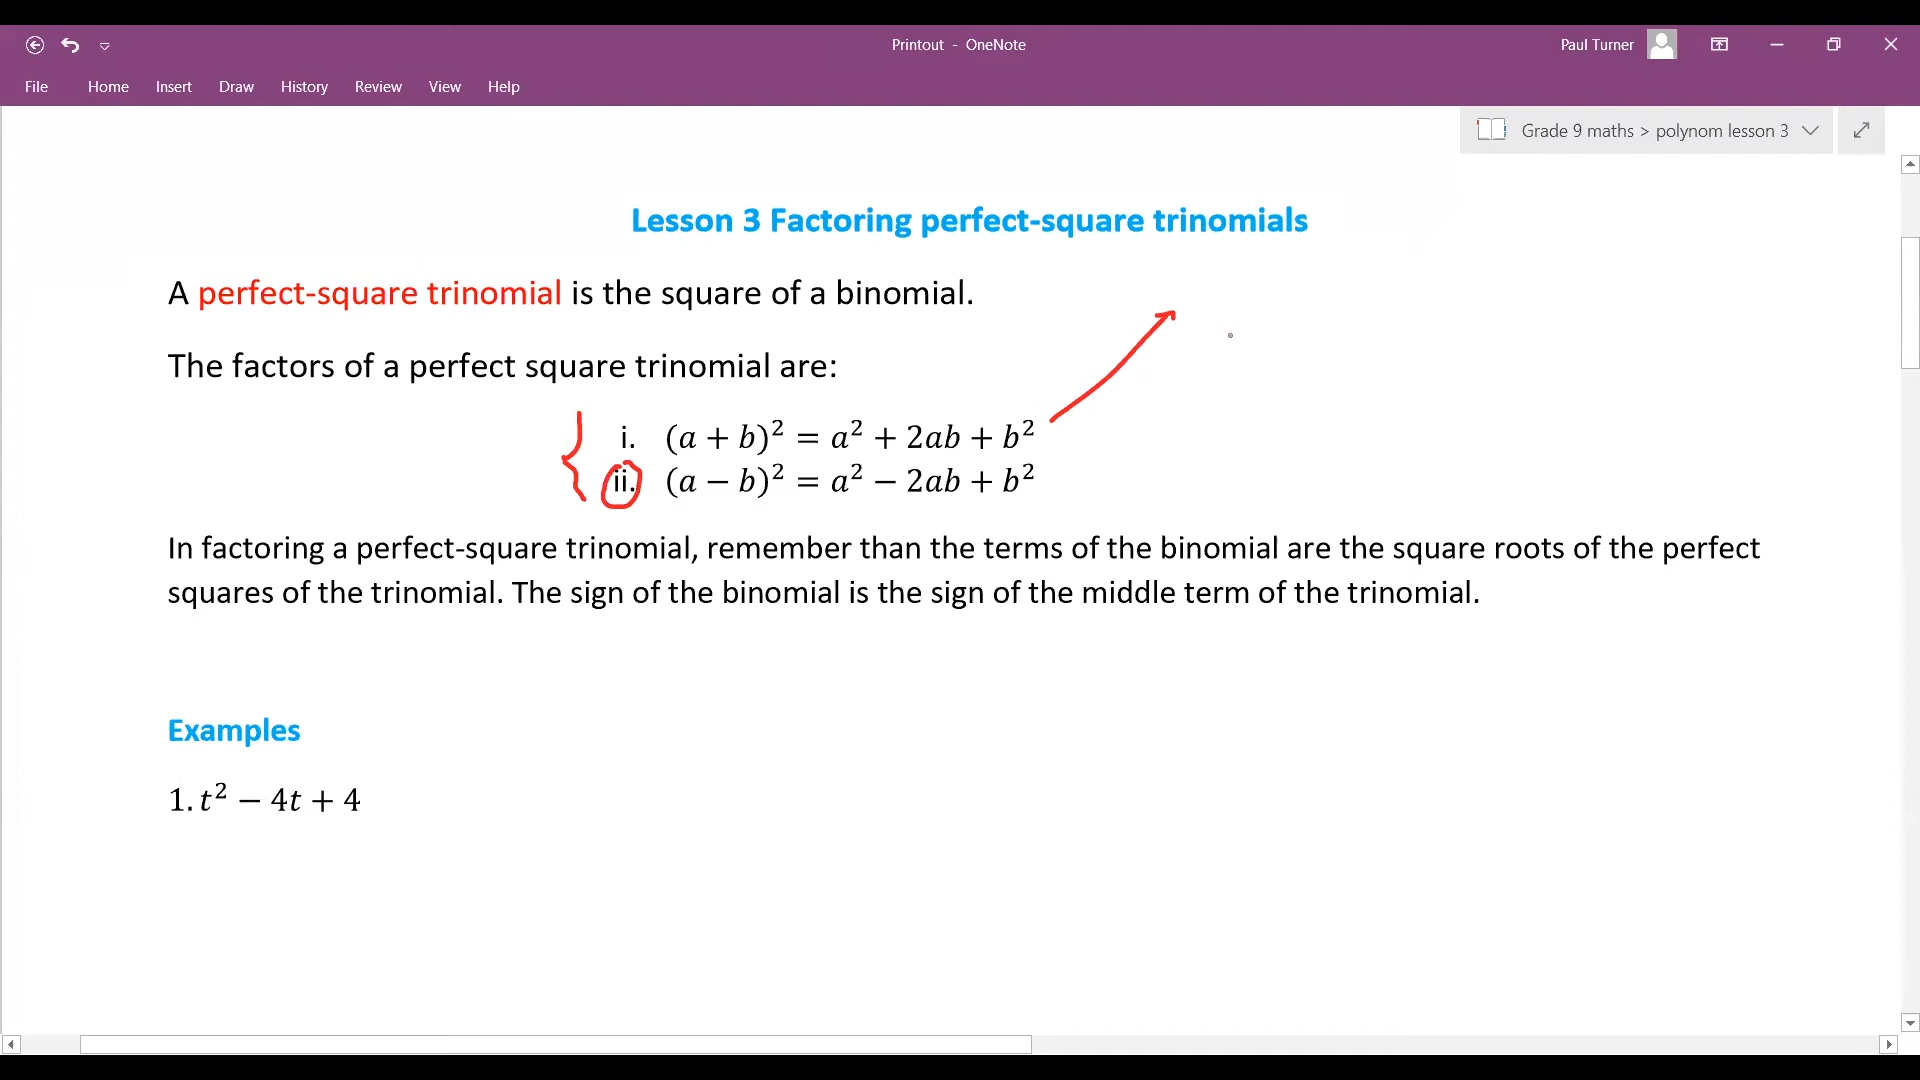 Printout - OneNote
Paul Turner
File Home Insert Draw History Review View Help
Grade 9 maths > polynom lesson 3
Lesson 3 Factoring perfect-square trinomials
A perfect-square trinomial is the square of a binomial.
The factors of a perfect square trinomial are:
i. (a + b)² = a² + 2ab + b²
ii. (a − b)² = a² − 2ab + b²
In factoring a perfect-square trinomial, remember than the terms of the binomial are the square roots of the perfect
squares of the trinomial. The sign of the binomial is the sign of the middle term of the trinomial.
Examples
1. t² − 4t + 4